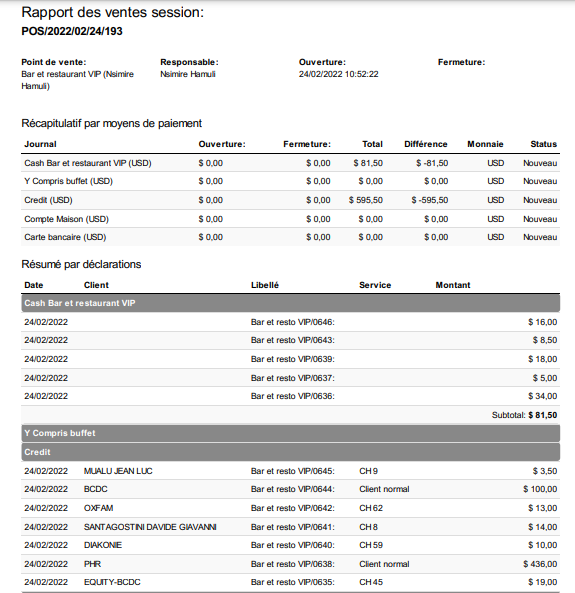 Rapport des ventes session:
POS/2022/02/24/193
Point de vente: Responsable: Ouverture: Fermeture:
Bar et restaurant VIP (Nsimire Nsimire Hamuli 24/02/2022 10:52:22
Hamuli)
Récapitulatif par moyens de paiement
Journal Ouverture: Fermeture: Total Différence Monnaie Status
Cash Bar et restaurant VIP (USD) $ 0,00 $ 0,00 $ 81,50 $ -81,50 USD Nouveau
Y Compris buffet (USD) $ 0,00 $ 0,00 $ 0,00 $ 0,00 USD Nouveau
Credit (USD) $ 0,00 $ 0,00 $ 595,50 $ -595,50 USD Nouveau
Compte Maison (USD) $ 0,00 $ 0,00 $ 0,00 $ 0,00 USD Nouveau
Carte bancaire (USD) $ 0,00 $ 0,00 $ 0,00 $ 0,00 USD Nouveau
Résumé par déclarations
Date Client Libellé Service Montant
Cash Bar et restaurant VIP
24/02/2022 Bar et resto VIP/0646: $ 16,00
24/02/2022 Bar et resto VIP/0643: $ 8,50
24/02/2022 Bar et resto VIP/0639: $ 18,00
24/02/2022 Bar et resto VIP/0637: $ 5,00
24/02/2022 Bar et resto VIP/0636: $ 34,00
Subtotal: $ 81,50
Y Compris buffet
Credit
24/02/2022 MUALU JEAN LUC Bar et resto VIP/0645: CH 9 $ 3,50
24/02/2022 BCDC Bar et resto VIP/0644: Client normal $ 100,00
24/02/2022 OXFAM Bar et resto VIP/0642: CH 62 $ 13,00
24/02/2022 SANTAGOSTINI DAVIDE GIAVANNI Bar et resto VIP/0641: CH 8 $ 14,00
24/02/2022 DIAKONIE Bar et resto VIP/0640: CH 59 $ 10,00
24/02/2022 PHR Bar et resto VIP/0638: Client normal $ 436,00
24/02/2022 EQUITY-BCDC Bar et resto VIP/0635: CH 45 $ 19,00